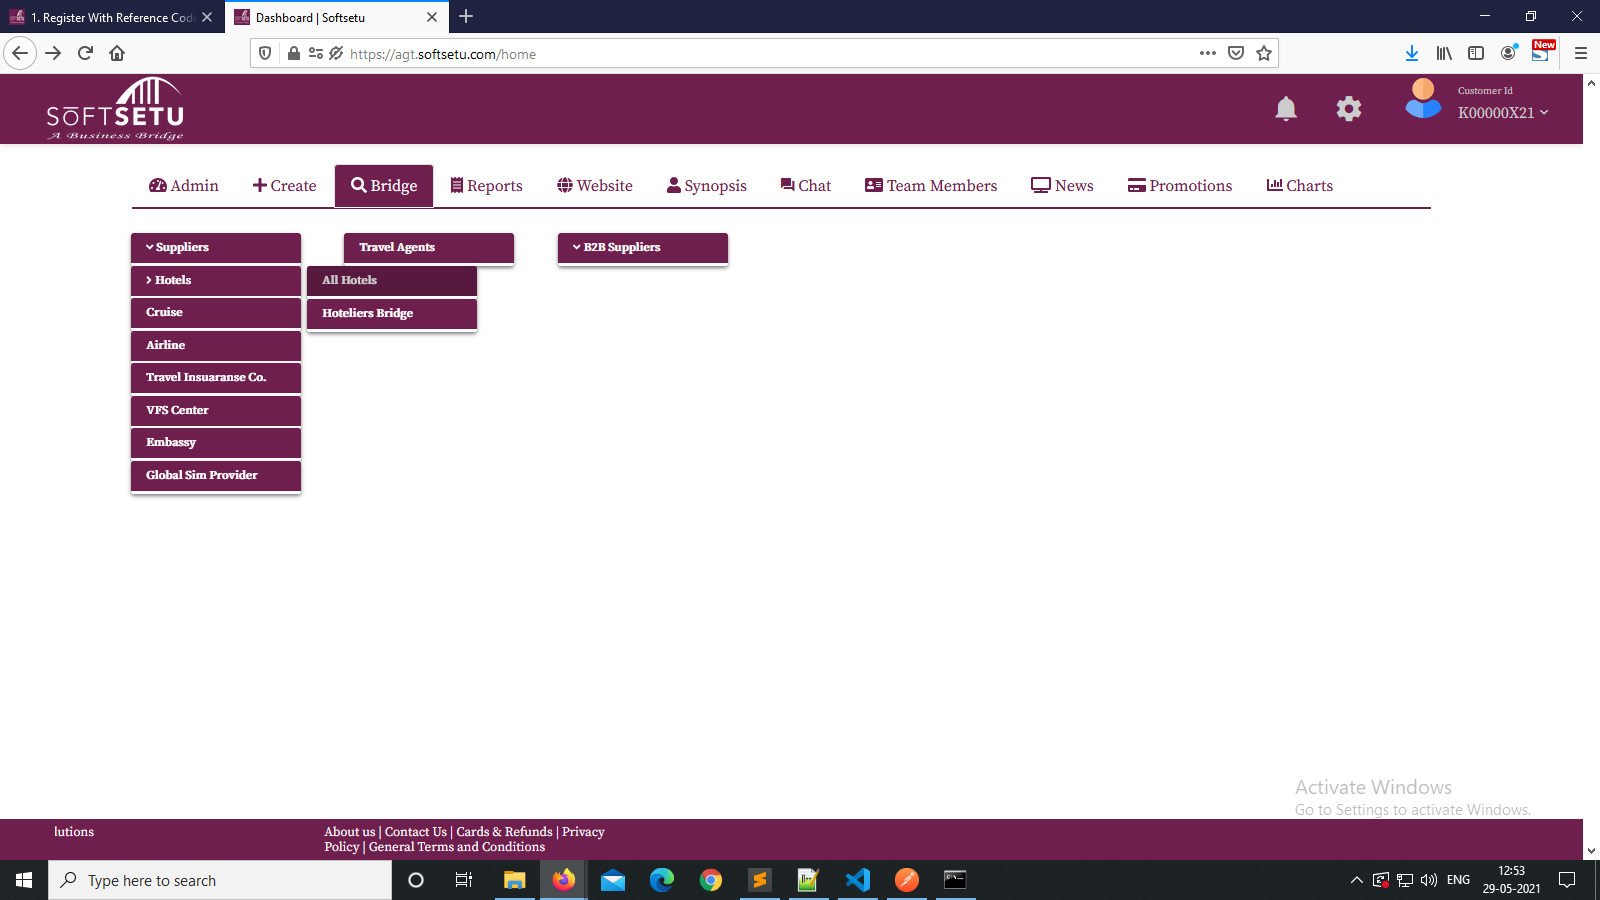 1. Register With Reference Cod
Dashboard | Softsetu
https://agt.softsetu.com/home
New
SOFTSETU
A Business Bridge
Customer Id
K00000X21
Admin
Create
Bridge
Reports
Website
Synopsis
Chat
Team Members
News
Promotions
Charts
Suppliers
Travel Agents
B2B Suppliers
Hotels
All Hotels
Cruise
Hoteliers Bridge
Airline
Travel Insuaranse Co.
VFS Center
Embassy
Global Sim Provider
Activate Windows
Go to Settings to activate Windows.
lutions
About us | Contact Us | Cards & Refunds | Privacy
Policy | General Terms and Conditions
Type here to search
ENG
12:53
29-05-2021